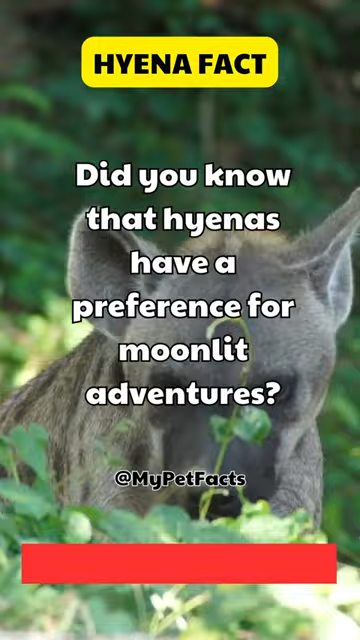 HYENA FACT
Did you know
that hyenas
have a
preference for
moonlit
adventures?
@MyPetFacts